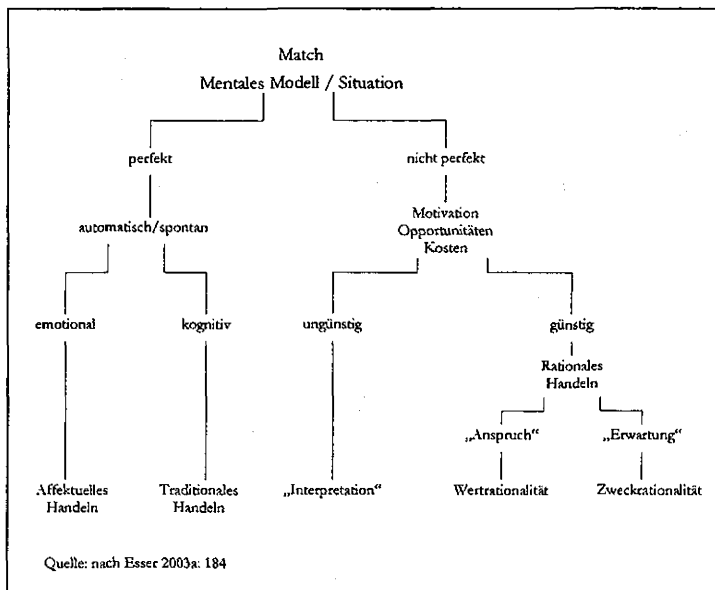 Match
Mentales Modell / Situation
perfekt
nicht perfekt
automatisch/spontan
Motivation
Opportunitäten
Kosten
emotional
kognitiv
ungünstig
günstig
Rationales
Handeln
„Anspruch“
„Erwartung“
Affektuelles
Handeln
Traditionales
Handeln
„Interpretation“
Wertrationalität
Zweckrationalität
Quelle: nach Esser 2003a: 184